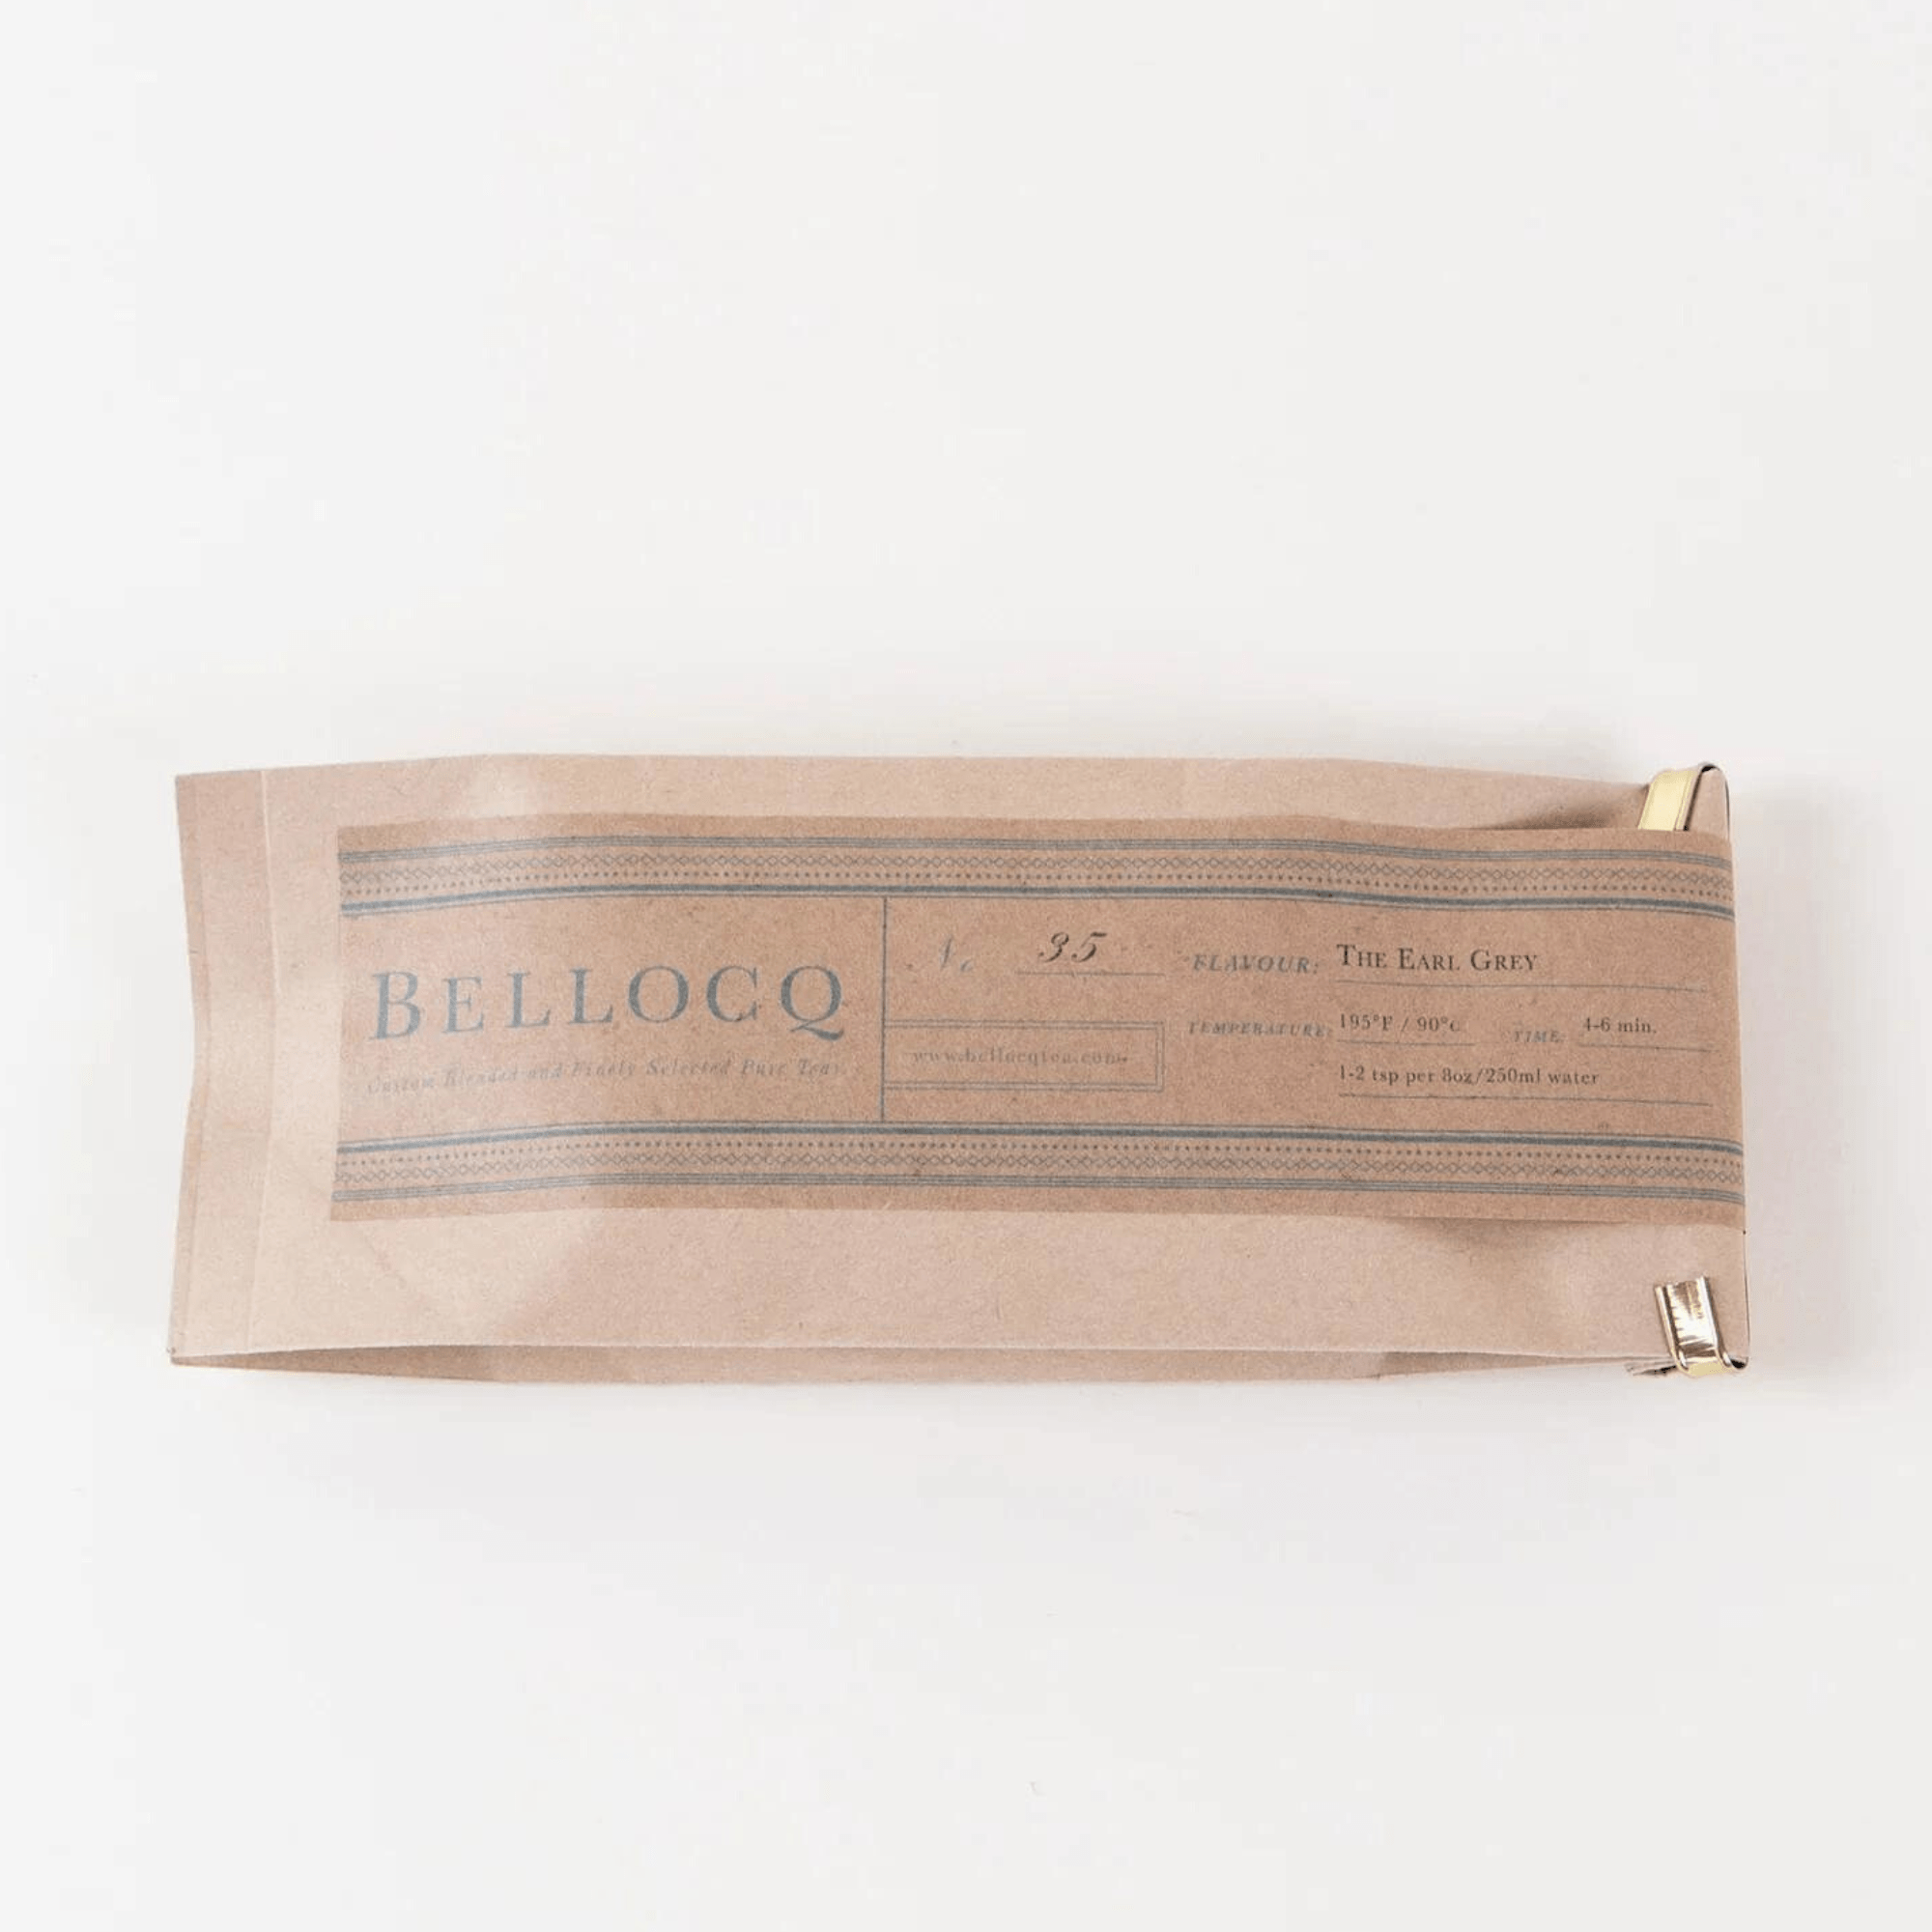 BELLOCQ
Custom Blended and Finely Selected Pure Teas
No 35
www.bellocqtea.com
FLAVOUR: THE EARL GREY
TEMPERATURE: 195°F / 90°C TIME: 4-6 min.
1-2 tsp per 8oz/250ml water